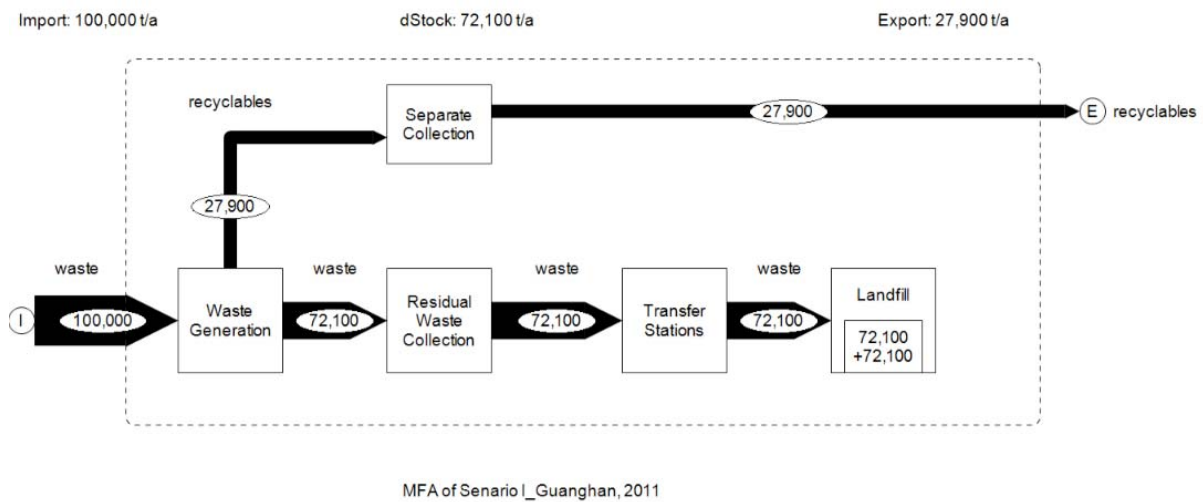 Import: 100,000 t/a
dStock: 72,100 t/a
Export: 27,900 t/a
recyclables
Separate
Collection
27,900
E
recyclables
27,900
waste
waste
waste
waste
I
100,000
Waste
Generation
72,100
Residual
Waste
Collection
72,100
Transfer
Stations
72,100
Landfill
72,100
+72,100
MFA of Senario I_Guanghan, 2011